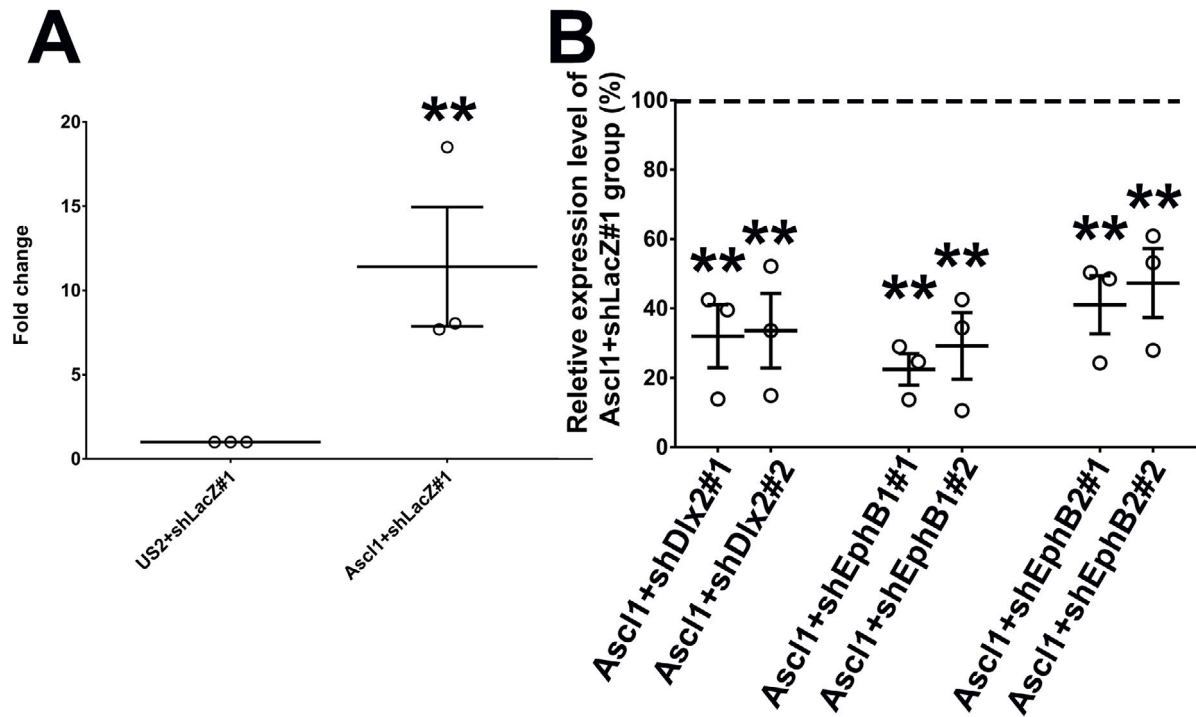 A
**
20
15
10
5
0
Fold change
US2+shLacZ#1
Ascl1+shLacZ#1
B
Reletive expression level of
Ascl1+shLacZ#1 group (%)
100
80
60
40
20
0
**
**
**
**
**
**
Ascl1+shDlx2#1
Ascl1+shDlx2#2
Ascl1+shEphB1#1
Ascl1+shEphB1#2
Ascl1+shEphB2#1
Ascl1+shEphB2#2